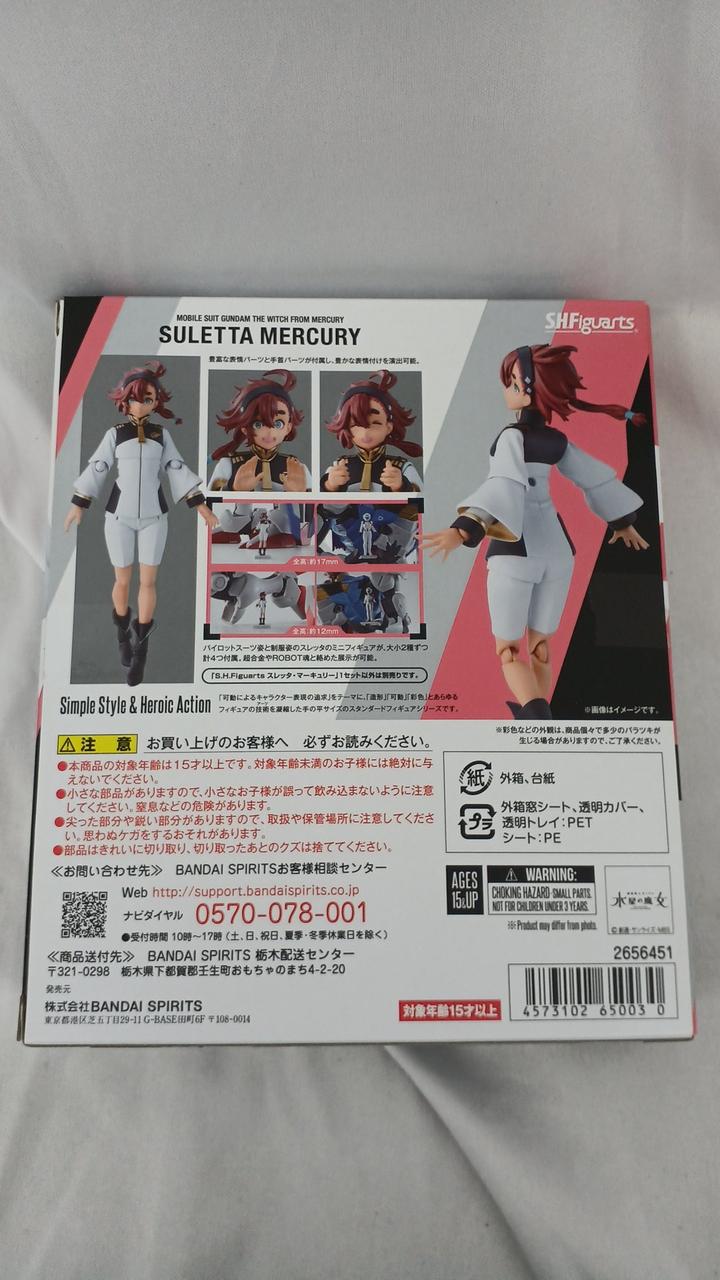 MOBILE SUIT GUNDAM THE WITCH FROM MERCURY
SULETTA MERCURY
S.H.Figuarts
豊富な表情パーツと手首パーツが付属し、豊かな表情付けを演出可能。
全高：約17mm
全高：約12mm
パイロットスーツ姿と制服姿のスレッタのミニフィギュアが、大小2種ずつ
計4つ付属。超合金やROBOT魂と絡めた展示が可能。
「S.H.Figuarts スレッタ・マーキュリー」1セット以外は別売りです。
Simple Style & Heroic Action
「可動によるキャラクター表現の追求」をテーマに、「造形」「可動」「彩色」とあらゆる
フィギュアの技術を凝縮した手の平サイズのスタンダードフィギュアシリーズです。
※画像はイメージです。
※彩色などの外観は、商品個々で多少のバラツキが
生じる場合がありますので、ご了承ください。
注意 お買い上げのお客様へ 必ずお読みください。
●本商品の対象年齢は15才以上です。対象年齢未満のお子様には絶対に与
えないでください。
●小さな部品がありますので、小さなお子様が誤って飲み込まないように注意
してください。窒息などの危険があります。
●尖った部分や鋭い部分がありますので、取扱や保管場所に注意してくださ
い。思わぬケガをするおそれがあります。
●部品はきれいに切り取り、切り取ったあとのクズは捨ててください。
紙 外箱、台紙
プラ 外箱窓シート、透明カバー、
透明トレイ：PET
シート：PE
≪お問い合わせ先≫ BANDAI SPIRITSお客様相談センター
Web http://support.bandaispirits.co.jp
ナビダイヤル 0570-078-001
●受付時間 10時〜17時（土、日、祝日、夏季・冬季休業日を除く）
AGES
15&UP
WARNING:
CHOKING HAZARD-SMALL PARTS.
NOT FOR CHILDREN UNDER 3 YEARS.
※Product may differ from photo.
水星の魔女
© 創通・サンライズ・MBS
≪商品送付先≫ BANDAI SPIRITS 栃木配送センター
〒321-0298 栃木県下都賀郡壬生町おもちゃのまち4-2-20
2656451
発売元
株式会社BANDAI SPIRITS
東京都港区芝五丁目29-11 G-BASE田町6F 〒108-0014
対象年齢15才以上
4573102 65003 0